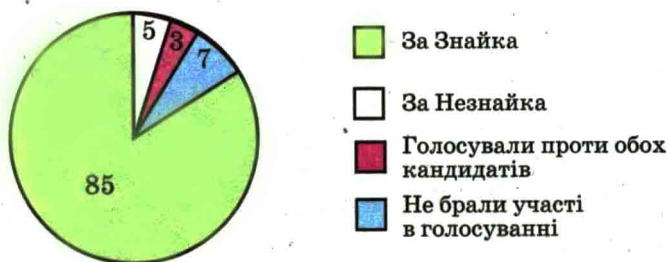 5
3
7
85
За Знайка
За Незнайка
Голосували проти обох
кандидатів
Не брали участі
в голосуванні